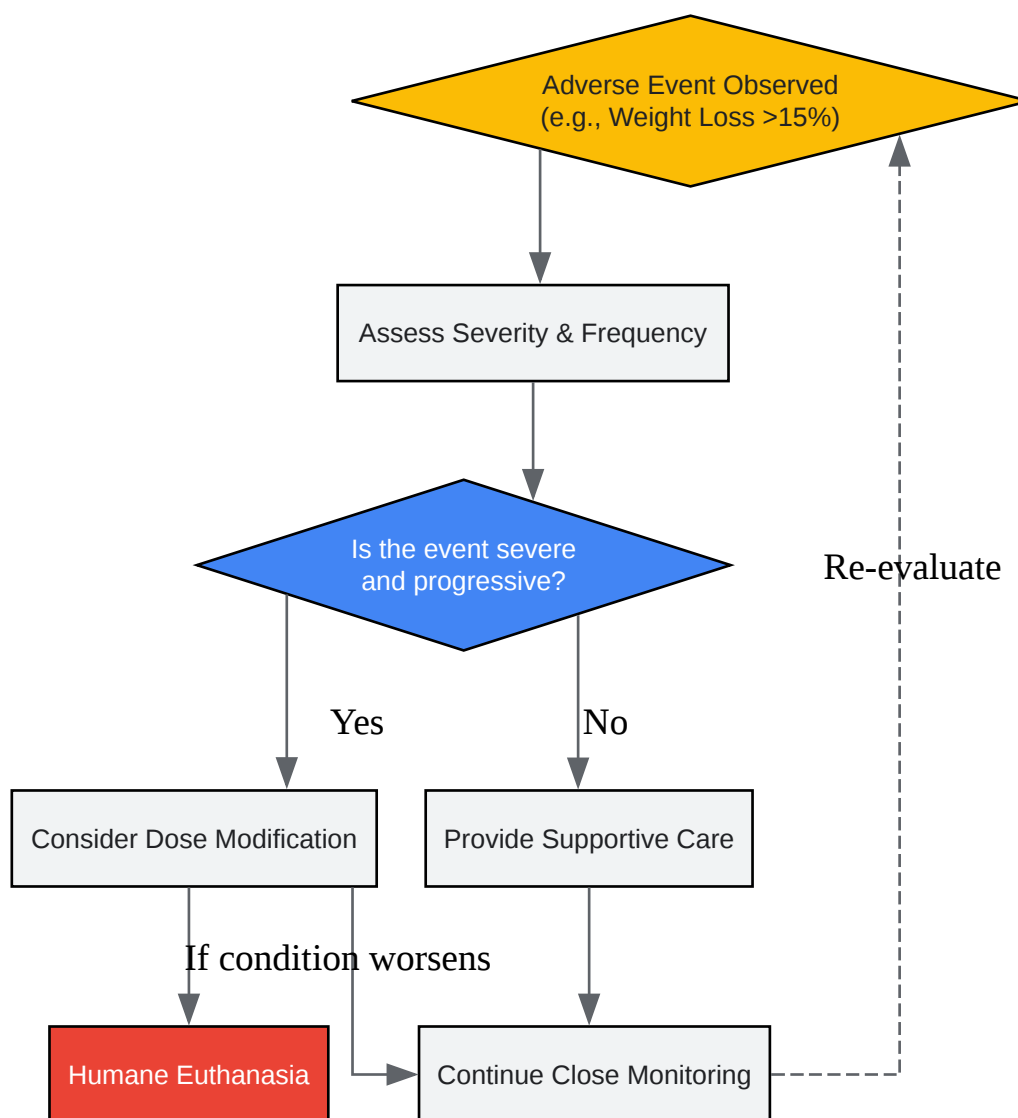 Adverse Event Observed
(e.g., Weight Loss >15%)
Assess Severity & Frequency
Is the event severe
and progressive?
Re-evaluate
Yes
No
Consider Dose Modification
Provide Supportive Care
If condition worsens
Humane Euthanasia
Continue Close Monitoring